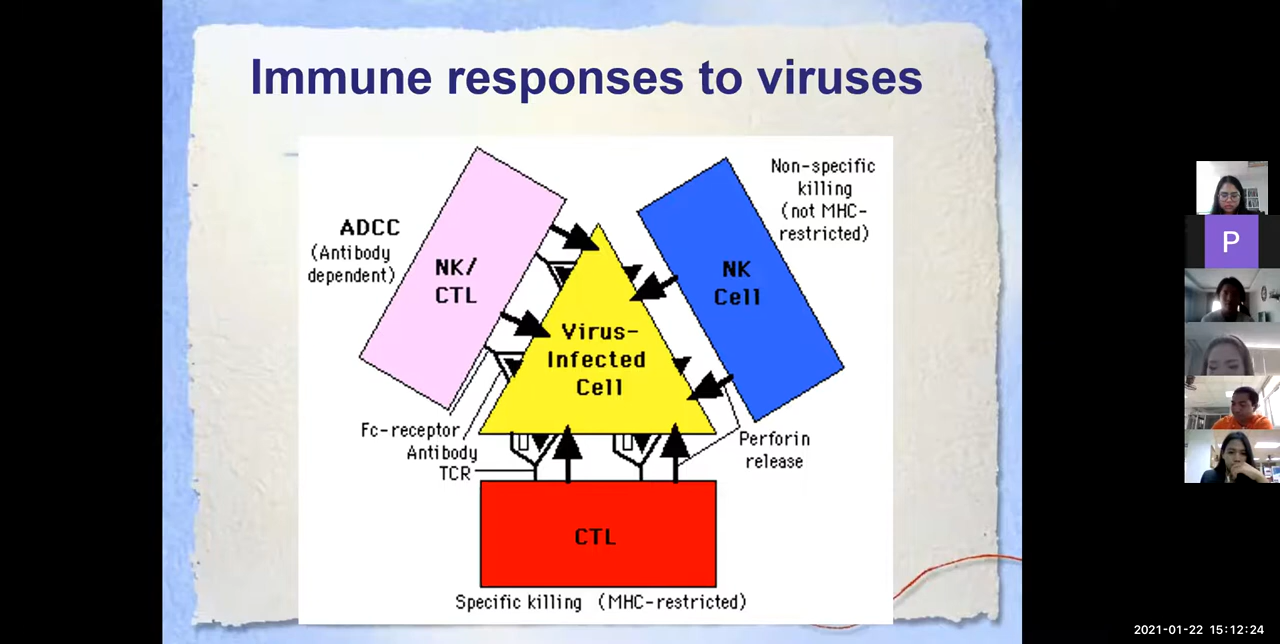 Immune responses to viruses
Non-specific
killing
(not MHC-
restricted)
ADCC
(Antibody
dependent)
NK/
CTL
NK
Cell
Virus-
Infected
Cell
Fc-receptor
Antibody
TCR
Perforin
release
CTL
Specific killing (MHC-restricted)
P
2021-01-22 15:12:24